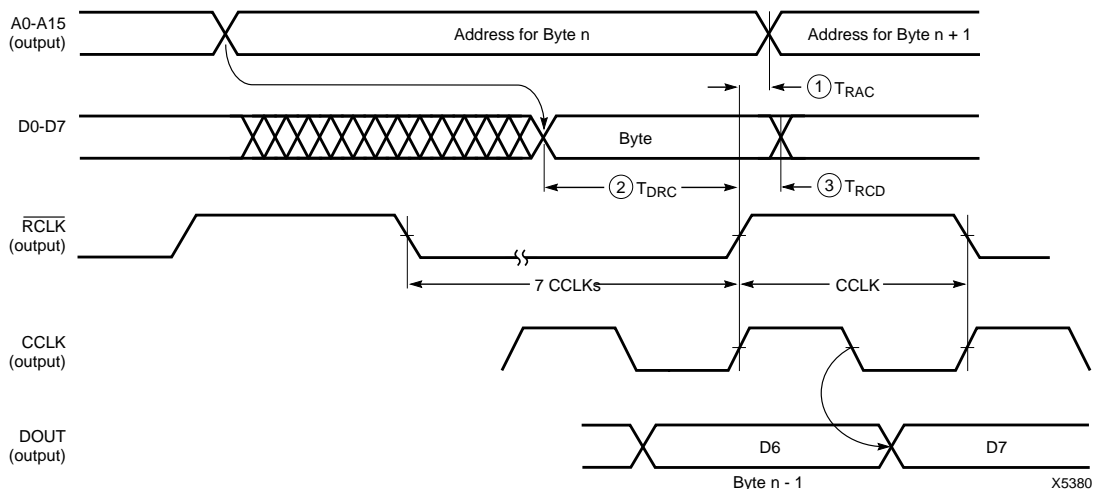 A0-A15
(output)
Address for Byte n
Address for Byte n + 1
① TRAC
D0-D7
Byte
② TDRC
③ TRCD
RCLK
(output)
7 CCLKs
CCLK
CCLK
(output)
DOUT
(output)
D6
D7
Byte n - 1
X5380